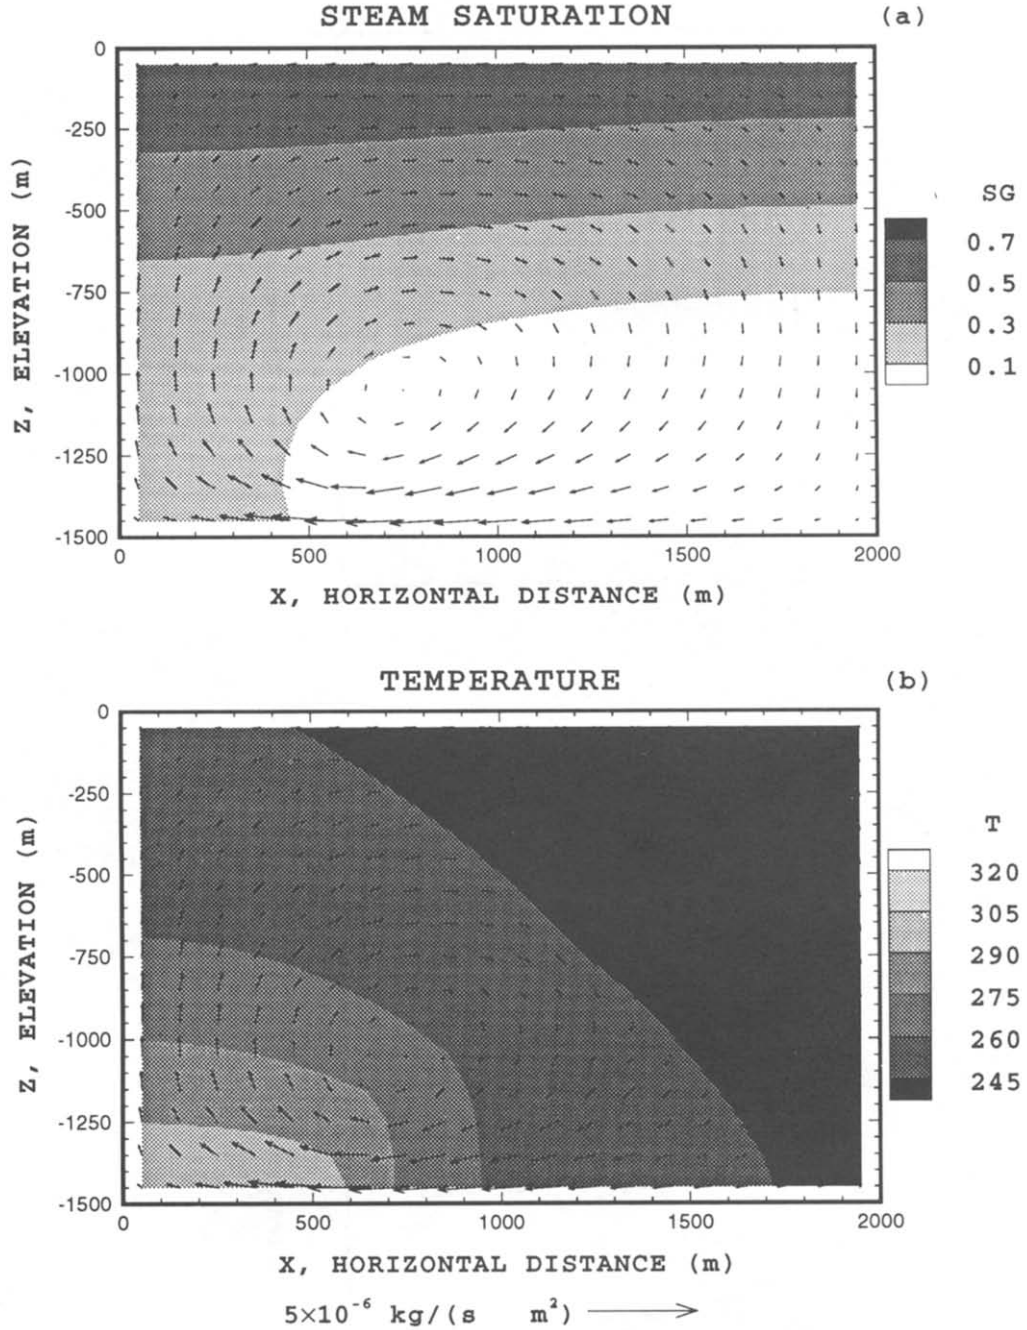 STEAM SATURATION (a)
0
-250
-500
-750
-1000
-1250
-1500
Z, ELEVATION (m)
0 500 1000 1500 2000
X, HORIZONTAL DISTANCE (m)
SG
0.7
0.5
0.3
0.1
TEMPERATURE (b)
0
-250
-500
-750
-1000
-1250
-1500
Z, ELEVATION (m)
0 500 1000 1500 2000
X, HORIZONTAL DISTANCE (m)
T
320
305
290
275
260
245
5×10⁻⁶ kg/(s m²)